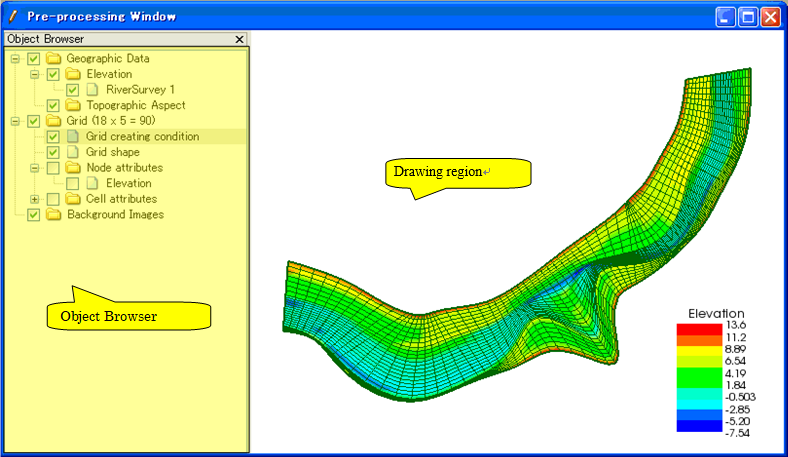 Pre-processing Window
Object Browser
Geographic Data
Elevation
RiverSurvey 1
Topographic Aspect
Grid (18 x 5 = 90)
Grid creating condition
Grid shape
Node attributes
Elevation
Cell attributes
Background Images
Object Browser
Drawing region
Elevation
13.6
11.2
8.89
6.54
4.19
1.84
-0.503
-2.85
-5.20
-7.54